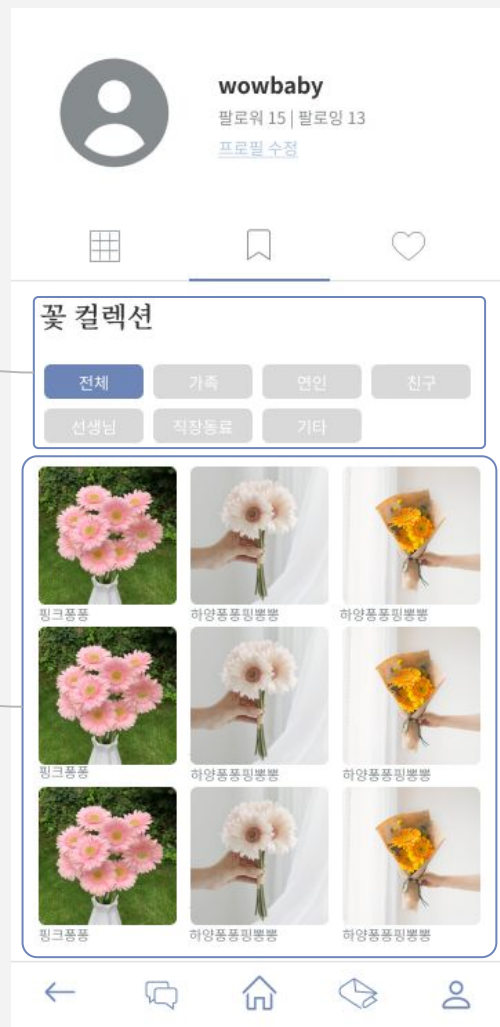 wowbaby
팔로워 15 | 팔로잉 13
프로필 수정
꽃 컬렉션
전체 가족 연인 친구
선생님 직장동료 기타
핑크퐁퐁 하양퐁퐁핑뽕뽕 하양퐁퐁핑뽕뽕
핑크퐁퐁 하양퐁퐁핑뽕뽕 하양퐁퐁핑뽕뽕
핑크퐁퐁 하양퐁퐁핑뽕뽕 하양퐁퐁핑뽕뽕